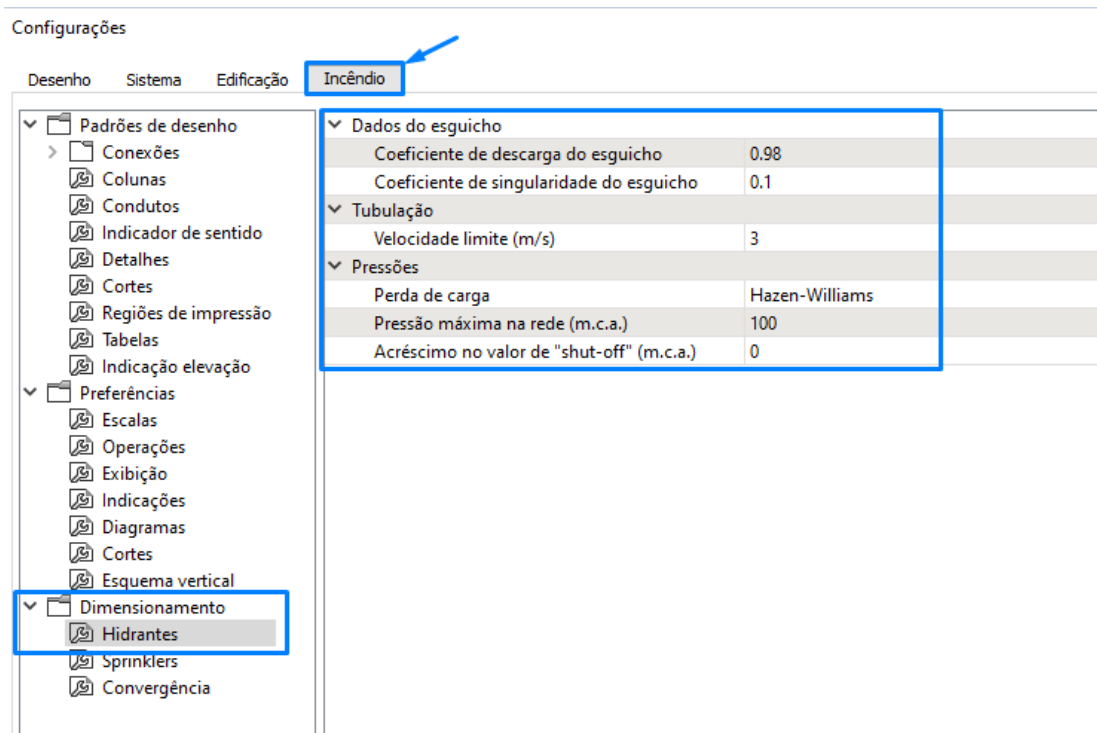 Configurações
Desenho Sistema Edificação Incêndio
Padrões de desenho
Conexões
Colunas
Condutos
Indicador de sentido
Detalhes
Cortes
Regiões de impressão
Tabelas
Indicação elevação
Preferências
Escalas
Operações
Exibição
Indicações
Diagramas
Cortes
Esquema vertical
Dimensionamento
Hidrantes
Sprinklers
Convergência
Dados do esguicho
Coeficiente de descarga do esguicho 0.98
Coeficiente de singularidade do esguicho 0.1
Tubulação
Velocidade limite (m/s) 3
Pressões
Perda de carga Hazen-Williams
Pressão máxima na rede (m.c.a.) 100
Acréscimo no valor de "shut-off" (m.c.a.) 0